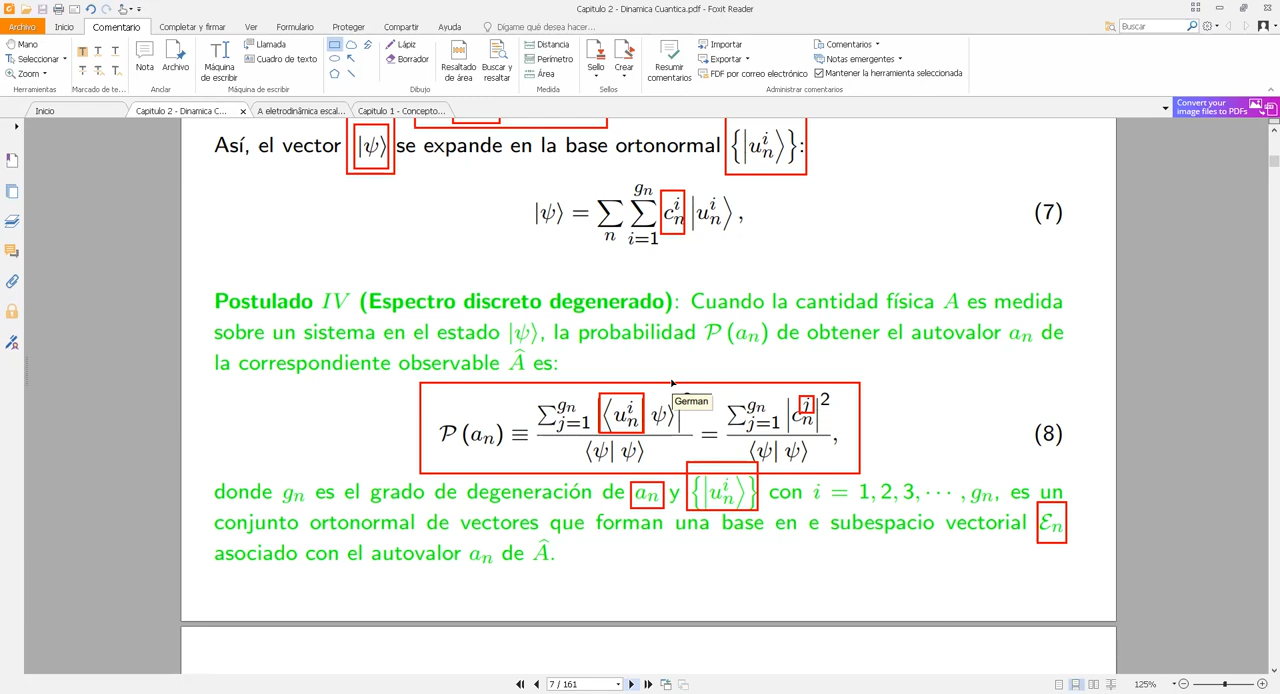 Capitulo 2 - Dinamica Cuantica.pdf - Foxit Reader
Archivo Inicio Comentario Completar y firmar Ver Formulario Proteger Compartir Ayuda Dígame qué desea hacer... Buscar
Mano
Seleccionar
Zoom
Herramientas
T T T
T T T
Marcado de te...
Nota
Archivo
Anclar
Máquina de escribir
Llamada
Cuadro de texto
Máquina de escribir
Lápiz
Borrador
Dibujo
Resaltado de área
Buscar y resaltar
Distancia
Perímetro
Área
Medida
Sello
Crear
Sellos
Resumir comentarios
Importar
Exportar
FDF por correo electrónico
Comentarios
Notas emergentes
Mantener la herramienta seleccionada
Administrar comentarios
Inicio Capitulo 2 - Dinamica C... A eletrodinâmica escal... Capitulo 1 - Concepto...
Convert your
image files to PDFs
Así, el vector |ψ⟩ se expande en la base ortonormal {|u_n^i⟩}:
|ψ⟩ = ∑_n ∑_{i=1}^{g_n} c_n^i |u_n^i⟩, (7)
Postulado IV (Espectro discreto degenerado): Cuando la cantidad física A es medida
sobre un sistema en el estado |ψ⟩, la probabilidad P (a_n) de obtener el autovalor a_n de
la correspondiente observable Â es:
P (a_n) ≡ ∑_{j=1}^{g_n} |⟨u_n^i ψ⟩|² / ⟨ψ| ψ⟩ = ∑_{j=1}^{g_n} |c_n^j|² / ⟨ψ| ψ⟩, (8)
German
donde g_n es el grado de degeneración de a_n y {|u_n^i⟩} con i = 1, 2, 3, ⋯ , g_n, es un
conjunto ortonormal de vectores que forman una base en e subespacio vectorial ℰ_n
asociado con el autovalor a_n de Â.
7 / 161
125%